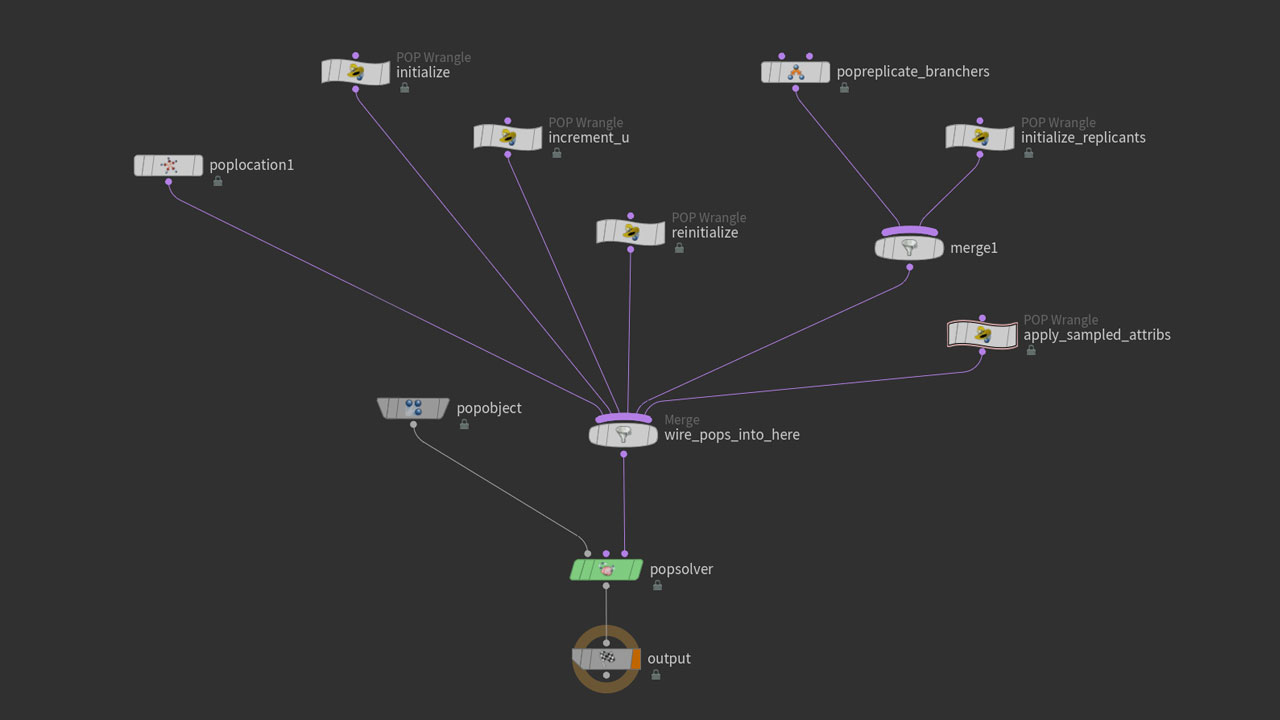 POP Wrangle
initialize
popreplicate_branchers
POP Wrangle
increment_u
POP Wrangle
initialize_replicants
poplocation1
POP Wrangle
reinitialize
merge1
POP Wrangle
apply_sampled_attribs
popobject
Merge
wire_pops_into_here
popsolver
output